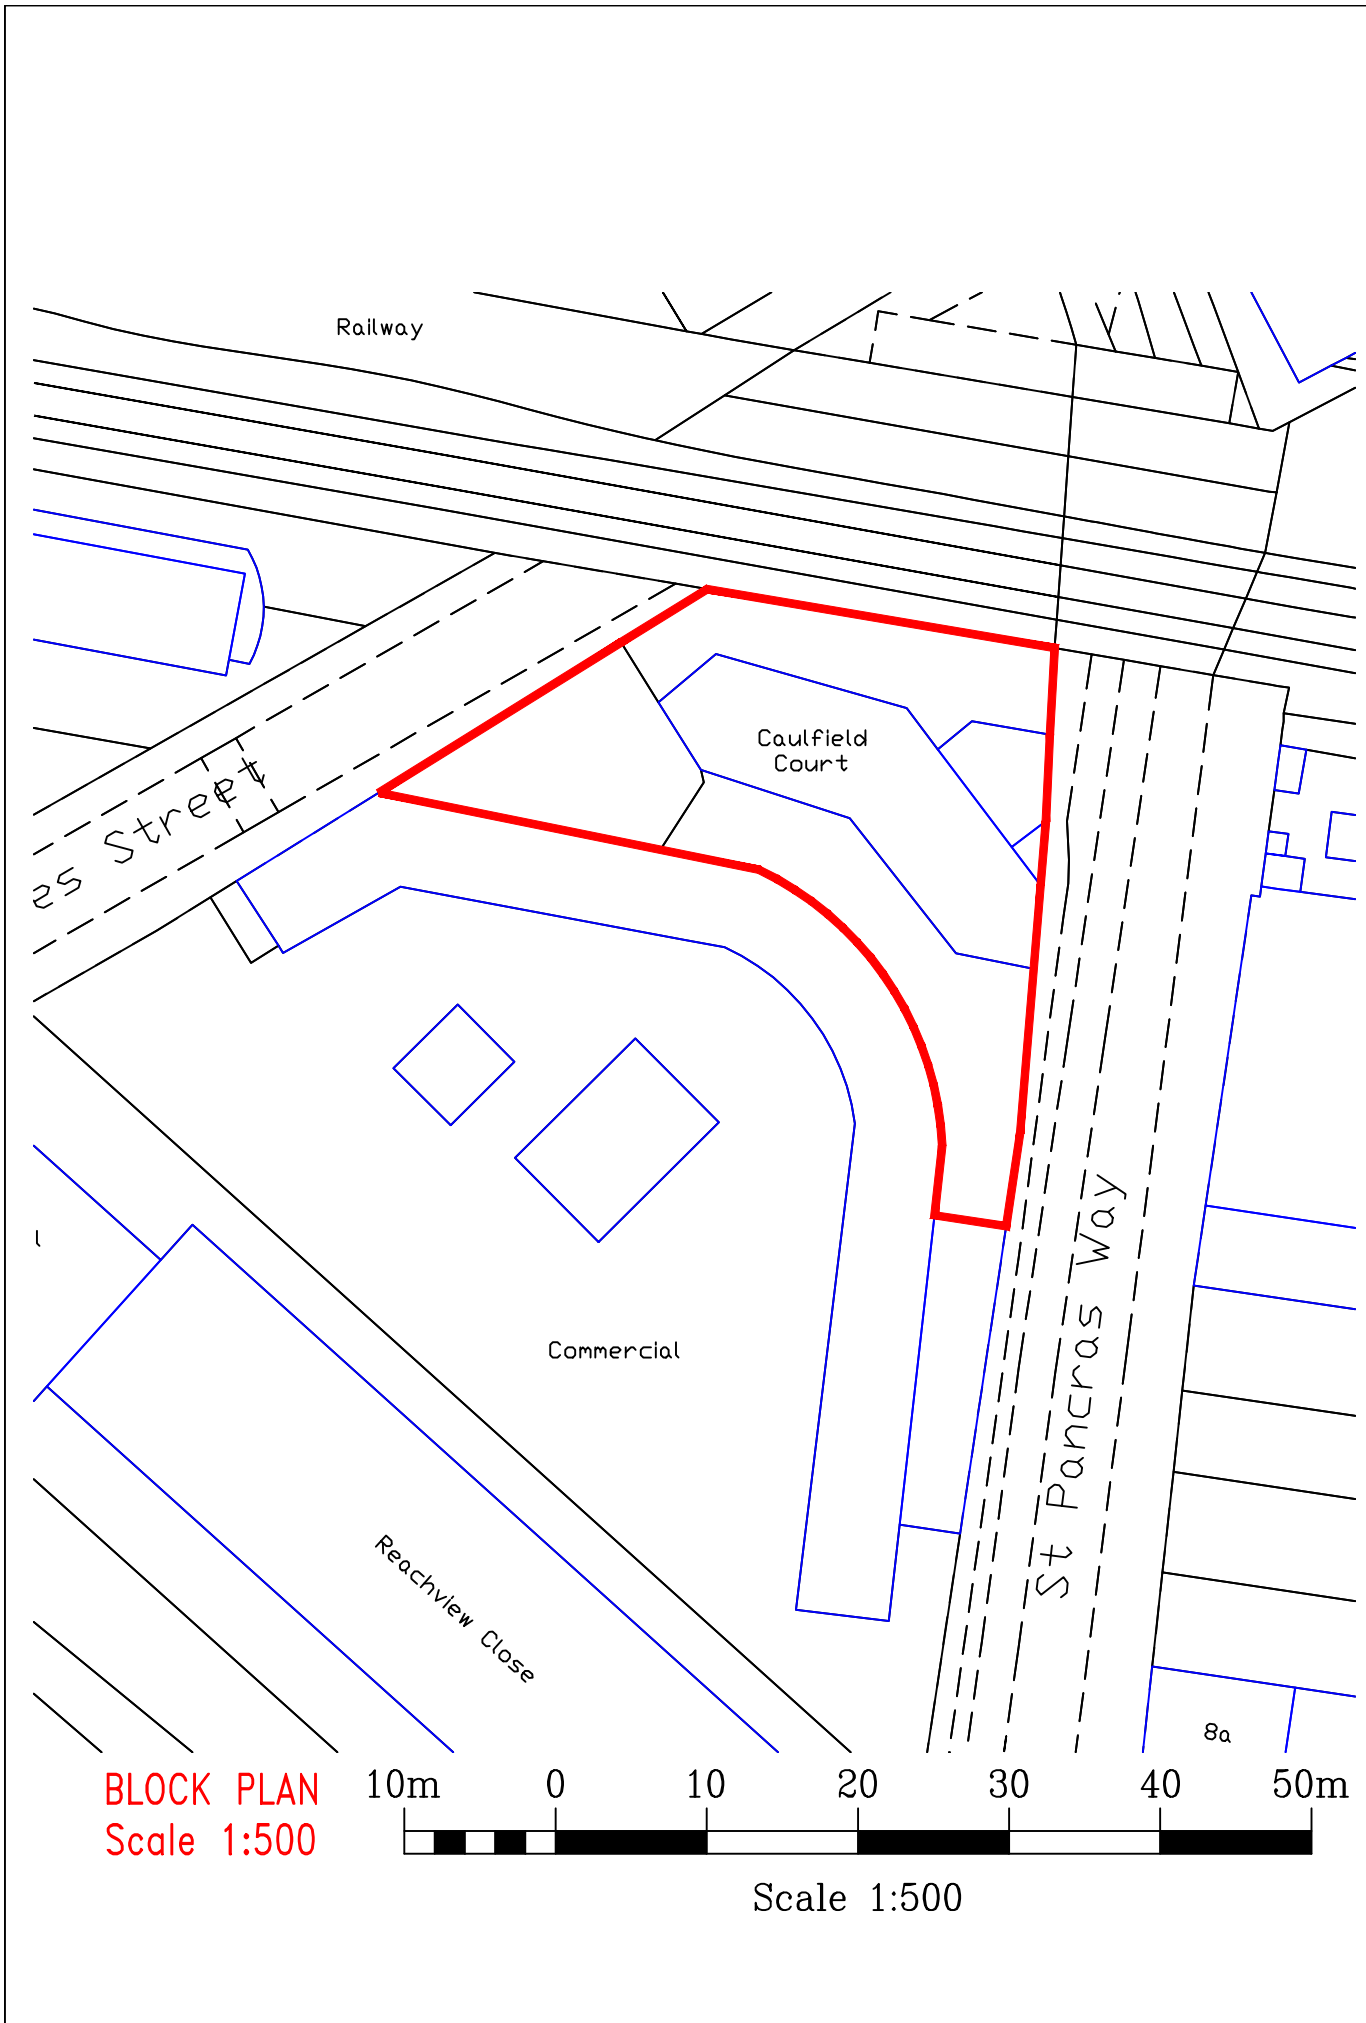 Railway
Caulfield
Court
es Street
St Pancras Way
Commercial
Reachview Close
l
8a
BLOCK PLAN
Scale 1:500
10m 0 10 20 30 40 50m
Scale 1:500